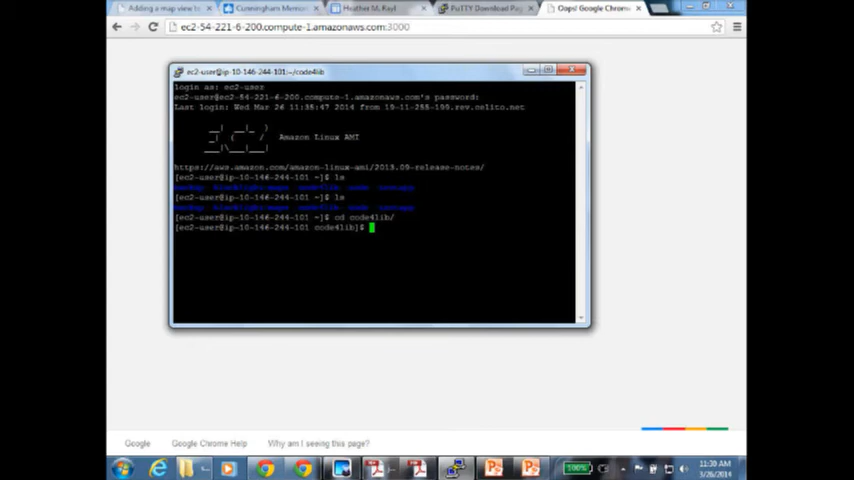 Adding a map view to
Cunningham Memor
Heather M. Rayl
PuTTY Download Pag
Oops! Google Chrome
ec2-54-221-6-200.compute-1.amazonaws.com:3000
ec2-user@ip-10-146-244-101:~/code4lib
login as: ec2-user
ec2-user@ec2-54-221-6-200.compute-1.amazonaws.com's password:
Last login: Wed Mar 26 11:35:47 2014 from 19-11-255-199.rev.celito.net
Amazon Linux AMI
https://aws.amazon.com/amazon-linux-ami/2013.09-release-notes/
[ec2-user@ip-10-146-244-101 ~]$ ls
[ec2-user@ip-10-146-244-101 ~]$ ls
[ec2-user@ip-10-146-244-101 ~]$ cd code4lib/
[ec2-user@ip-10-146-244-101 code4lib]$
Google
Google Chrome Help
Why am I seeing this page?
100%
11:39 AM
3/26/2014